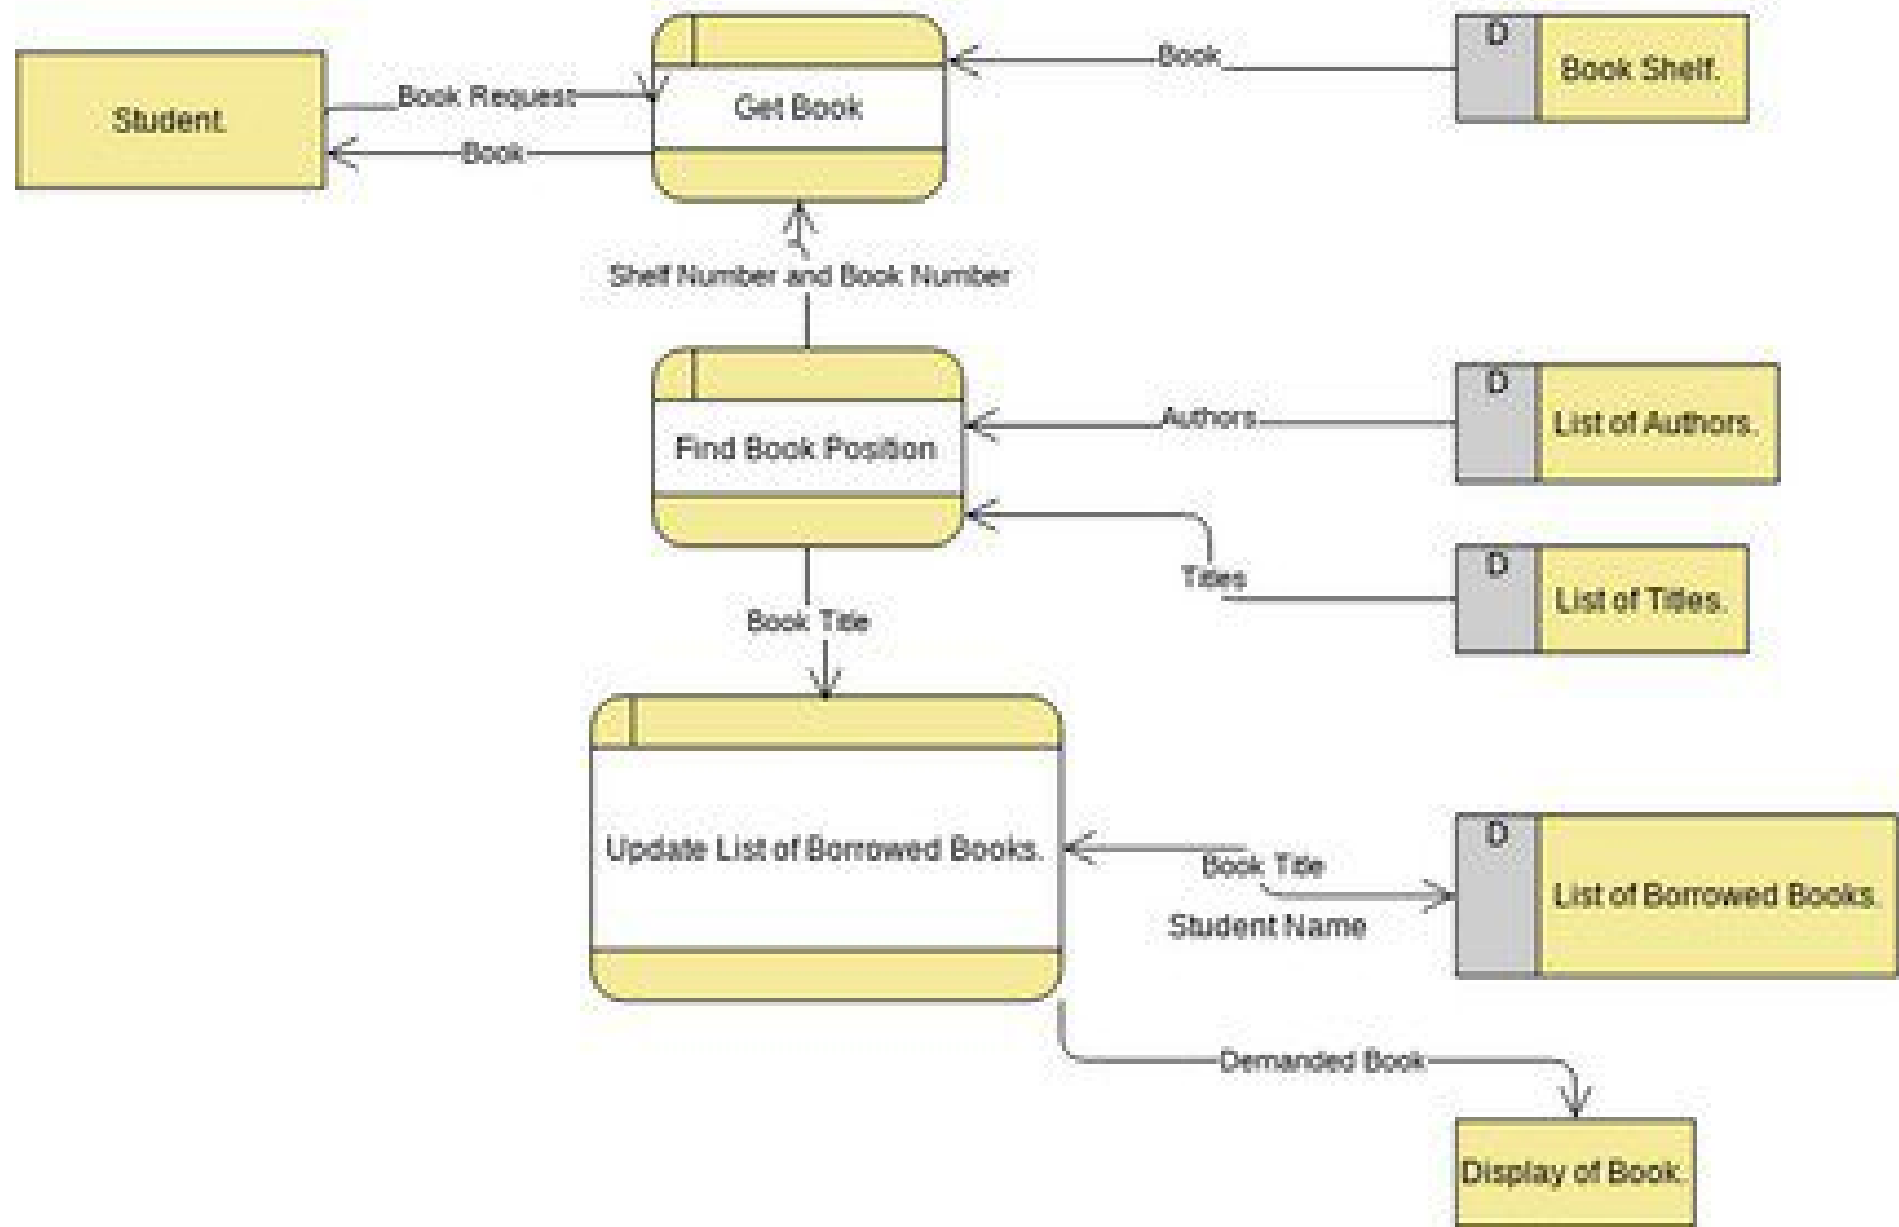 D
Book Shelf.
Book
Student.
Book Request
Get Book
Book
Shelf Number and Book Number
D
Authors
List of Authors.
Find Book Position
D
Titles
List of Titles.
Book Title
D
Update List of Borrowed Books.
Book Title
List of Borrowed Books.
Student Name
Demanded Book
Display of Book.